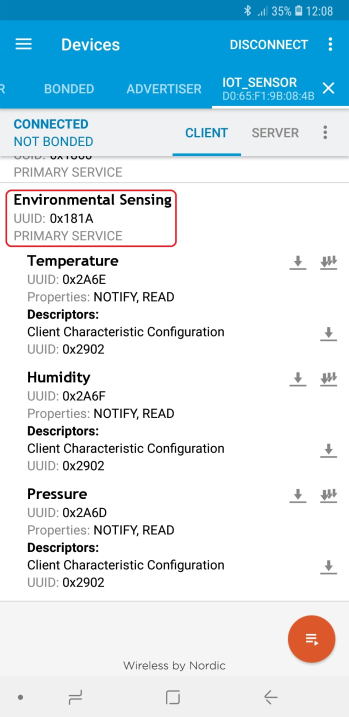 35% 12:08
Devices
DISCONNECT
R
BONDED
ADVERTISER
IOT_SENSOR
D0:65:F1:9B:08:4B
CONNECTED
NOT BONDED
CLIENT
SERVER
PRIMARY SERVICE
Environmental Sensing
UUID: 0x181A
PRIMARY SERVICE
Temperature
UUID: 0x2A6E
Properties: NOTIFY, READ
Descriptors:
Client Characteristic Configuration
UUID: 0x2902
Humidity
UUID: 0x2A6F
Properties: NOTIFY, READ
Descriptors:
Client Characteristic Configuration
UUID: 0x2902
Pressure
UUID: 0x2A6D
Properties: NOTIFY, READ
Descriptors:
Client Characteristic Configuration
UUID: 0x2902
Wireless by Nordic